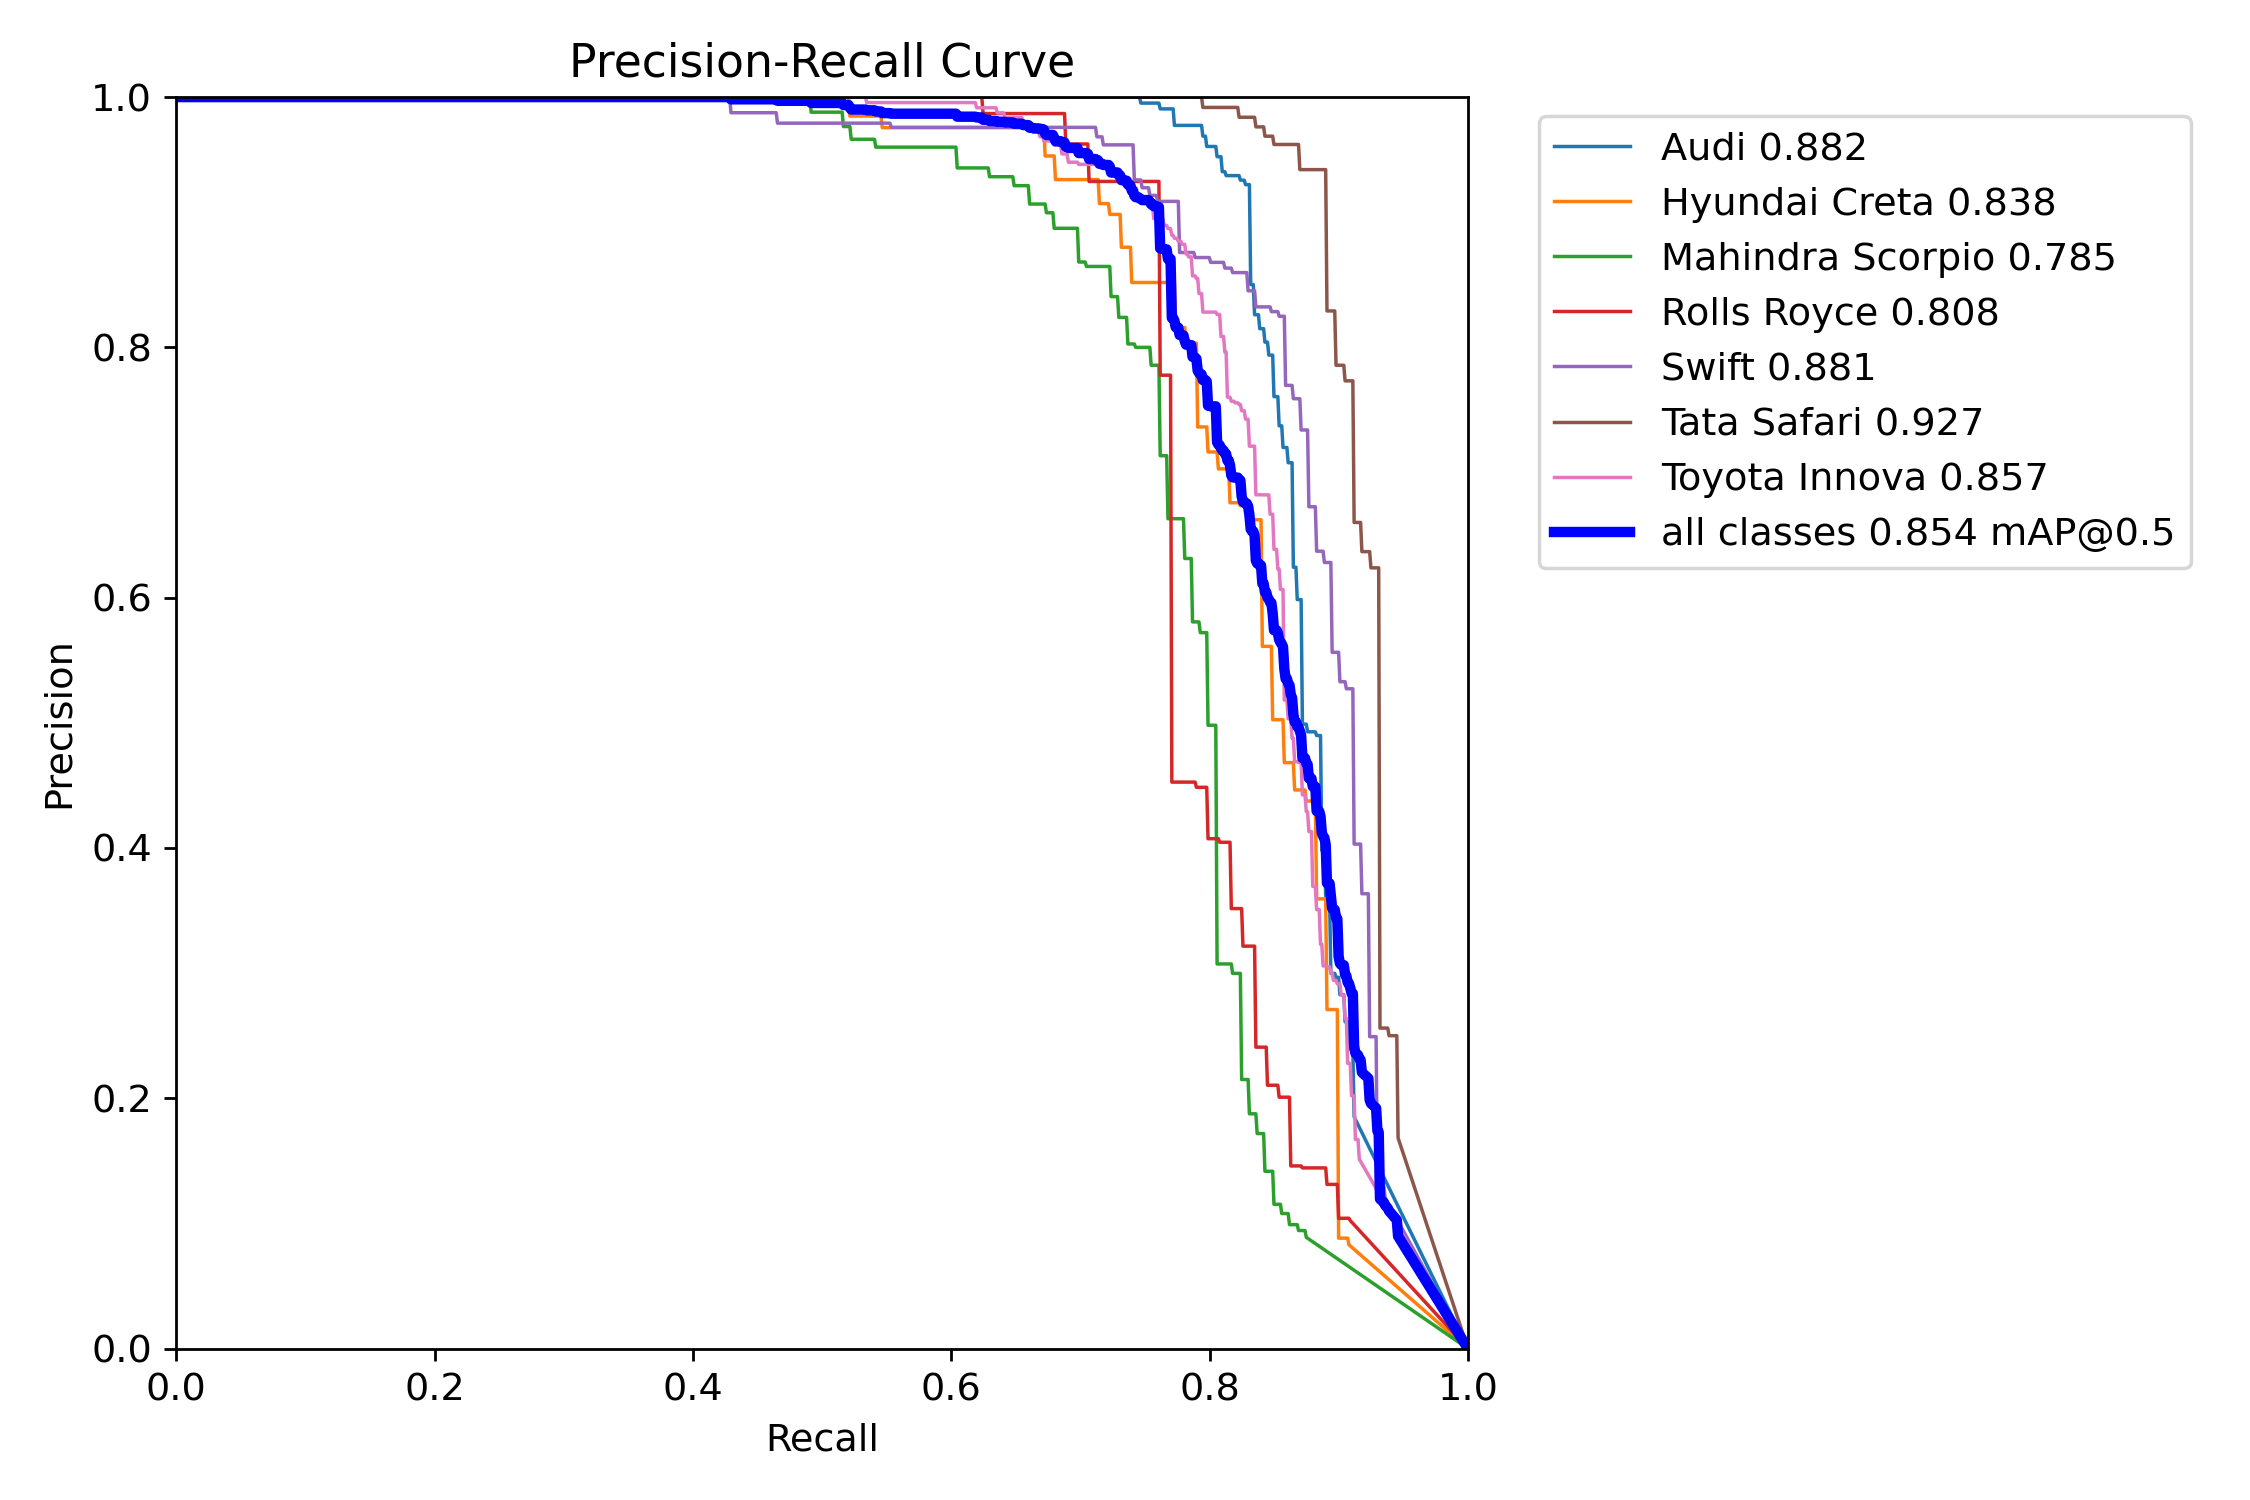 Precision-Recall Curve
1.0
0.8
0.6
0.4
0.2
0.0
Precision
0.0 0.2 0.4 0.6 0.8 1.0
Recall
Audi 0.882
Hyundai Creta 0.838
Mahindra Scorpio 0.785
Rolls Royce 0.808
Swift 0.881
Tata Safari 0.927
Toyota Innova 0.857
all classes 0.854 mAP@0.5